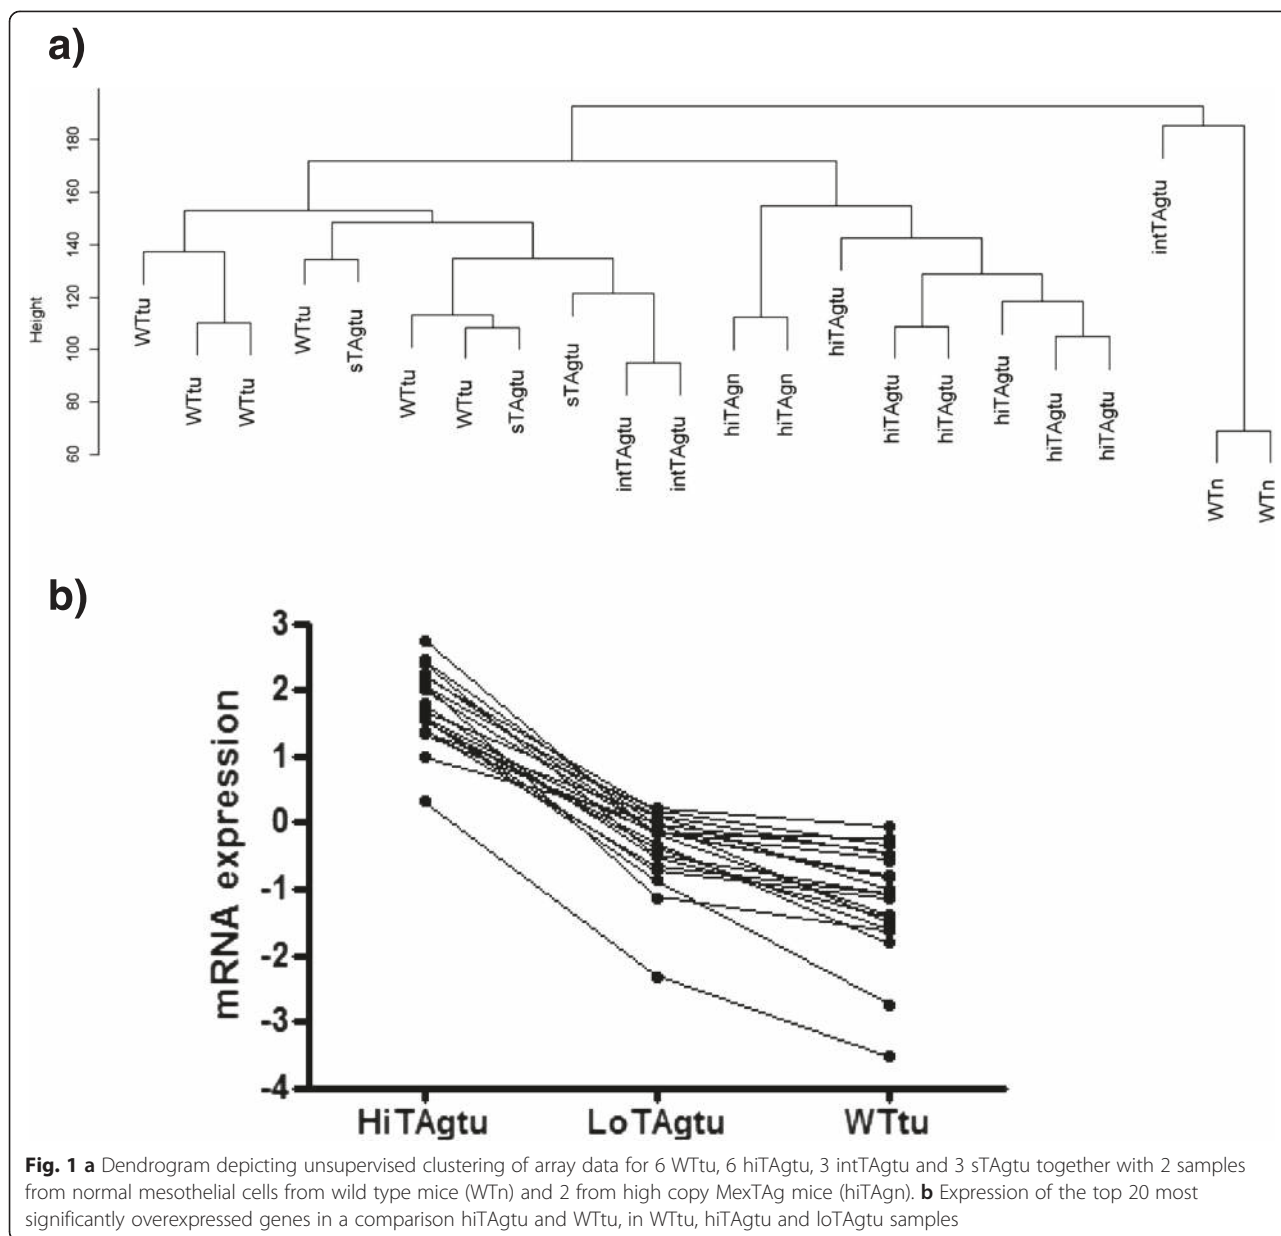 a)
Height
180
160
140
120
100
80
60
WTtu
WTtu
WTtu
WTtu
sTAgtu
WTtu
WTtu
sTAgtu
sTAgtu
intTAgtu
intTAgtu
hiTAgn
hiTAgn
hiTAgtu
hiTAgtu
hiTAgtu
hiTAgtu
hiTAgtu
hiTAgtu
intTAgtu
WTn
WTn
b)
mRNA expression
3
2
1
0
-1
-2
-3
-4
HiTAgtu
LoTAgtu
WTtu
Fig. 1 a Dendrogram depicting unsupervised clustering of array data for 6 WTtu, 6 hiTAgtu, 3 intTAgtu and 3 sTAgtu together with 2 samples
from normal mesothelial cells from wild type mice (WTn) and 2 from high copy MexTAg mice (hiTAgn). b Expression of the top 20 most
significantly overexpressed genes in a comparison hiTAgtu and WTtu, in WTtu, hiTAgtu and loTAgtu samples